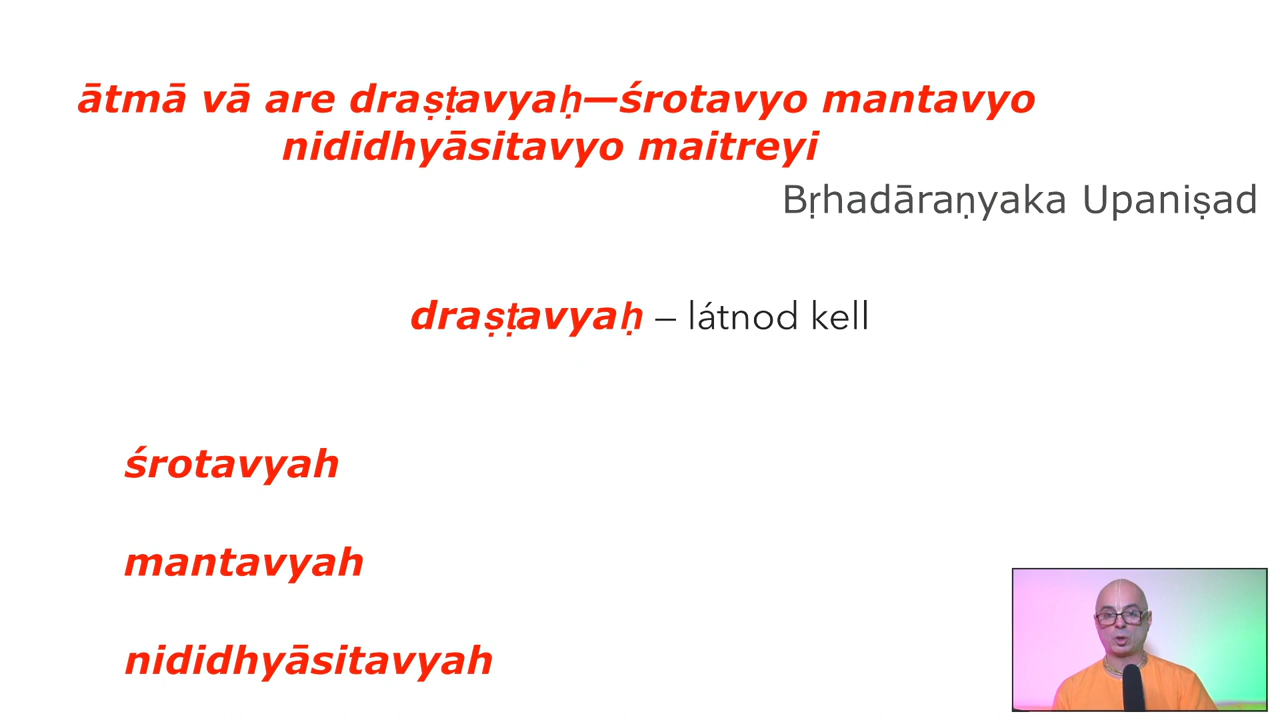 ātmā vā are draṣṭavyaḥ—śrotavyo mantavyo
nididhyāsitavyo maitreyi
Bṛhadāraṇyaka Upaniṣad
draṣṭavyaḥ – látnod kell
śrotavyah
mantavyah
nididhyāsitavyah